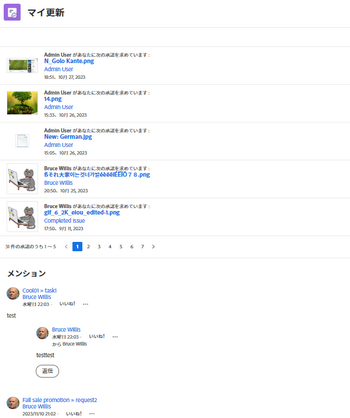 マイ更新
Admin User があなたに次の承認を求めています:
N_Golo Kante.png
Admin User
18:51、10月 27, 2023
Admin User があなたに次の承認を求めています:
14.png
Admin User
15:33、10月 26, 2023
Admin User があなたに次の承認を求めています:
New: German.jpg
Admin User
15:05、10月 26, 2023
Bruce Willis があなたに次の承認を求めています:
Bruce Willis
20:50、10月 25, 2023
Bruce Willis があなたに次の承認を求めています:
gif_6_2K_elou_edited-1.png
Completed Issue
17:50、9月 11, 2023
件の承認のうち 1 ～ 5
1 2 3 4 5 6 7
メンション
Cool01 > task1
Bruce Willis
水曜日 22:03 · いいね! ···
test
Bruce Willis
水曜日 22:03 · いいね! ···
から Bruce Willis
testtest
返信
Fall sale promotion > request2
Bruce Willis
2023/11/10 21:02 · いいね! ···